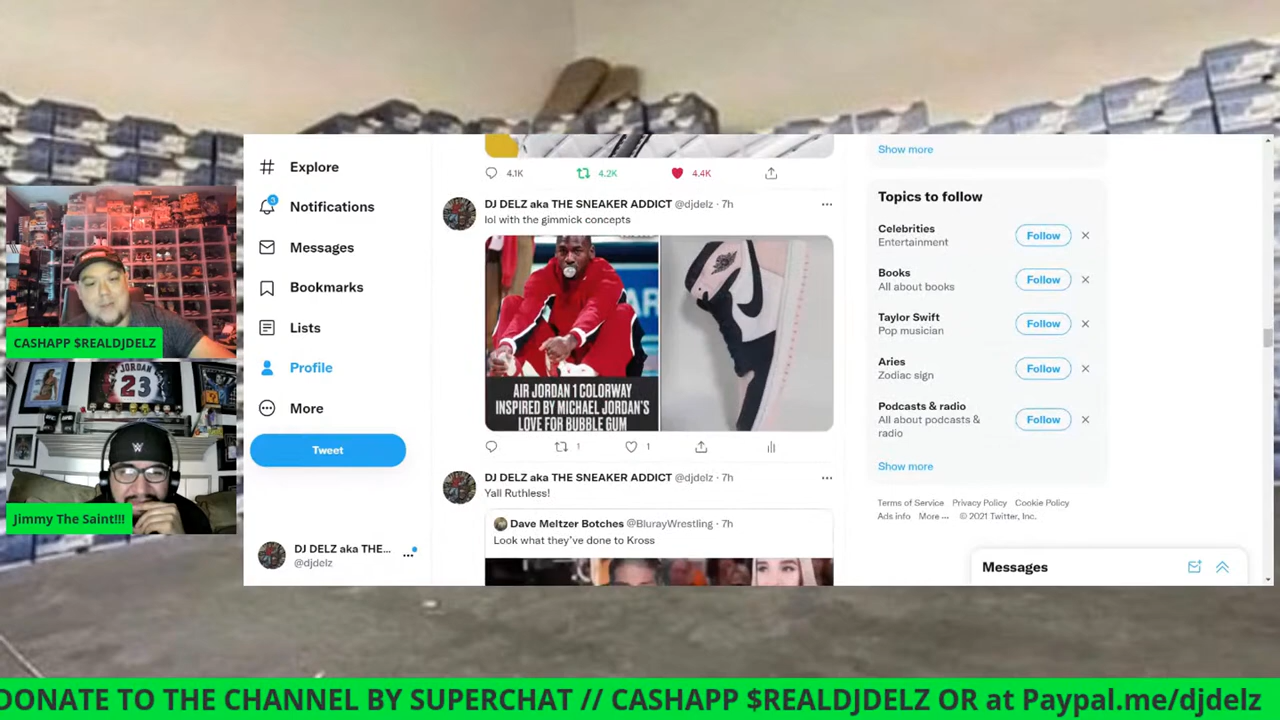 Explore
3
Notifications
Messages
Bookmarks
Lists
Profile
More
Tweet
DJ DELZ aka THE...
@djdelz
4.1K
4.2K
4.4K
DJ DELZ aka THE SNEAKER ADDICT @djdelz · 7h
lol with the gimmick concepts
AIR JORDAN 1 COLORWAY
INSPIRED BY MICHAEL JORDAN'S
LOVE FOR BUBBLE GUM
1
1
DJ DELZ aka THE SNEAKER ADDICT @djdelz · 7h
Yall Ruthless!
Dave Meltzer Botches @BlurayWrestling · 7h
Look what they've done to Kross
Show more
Topics to follow
Celebrities
Entertainment
Follow
Books
All about books
Follow
Taylor Swift
Pop musician
Follow
Aries
Zodiac sign
Follow
Podcasts & radio
All about podcasts &
radio
Follow
Show more
Terms of Service Privacy Policy Cookie Policy
Ads info More ··· © 2021 Twitter, Inc.
Messages
CASHAPP $REALDJDELZ
JORDAN
23
W
Jimmy The Saint!!!
DONATE TO THE CHANNEL BY SUPERCHAT // CASHAPP $REALDJDELZ OR at Paypal.me/djdelz